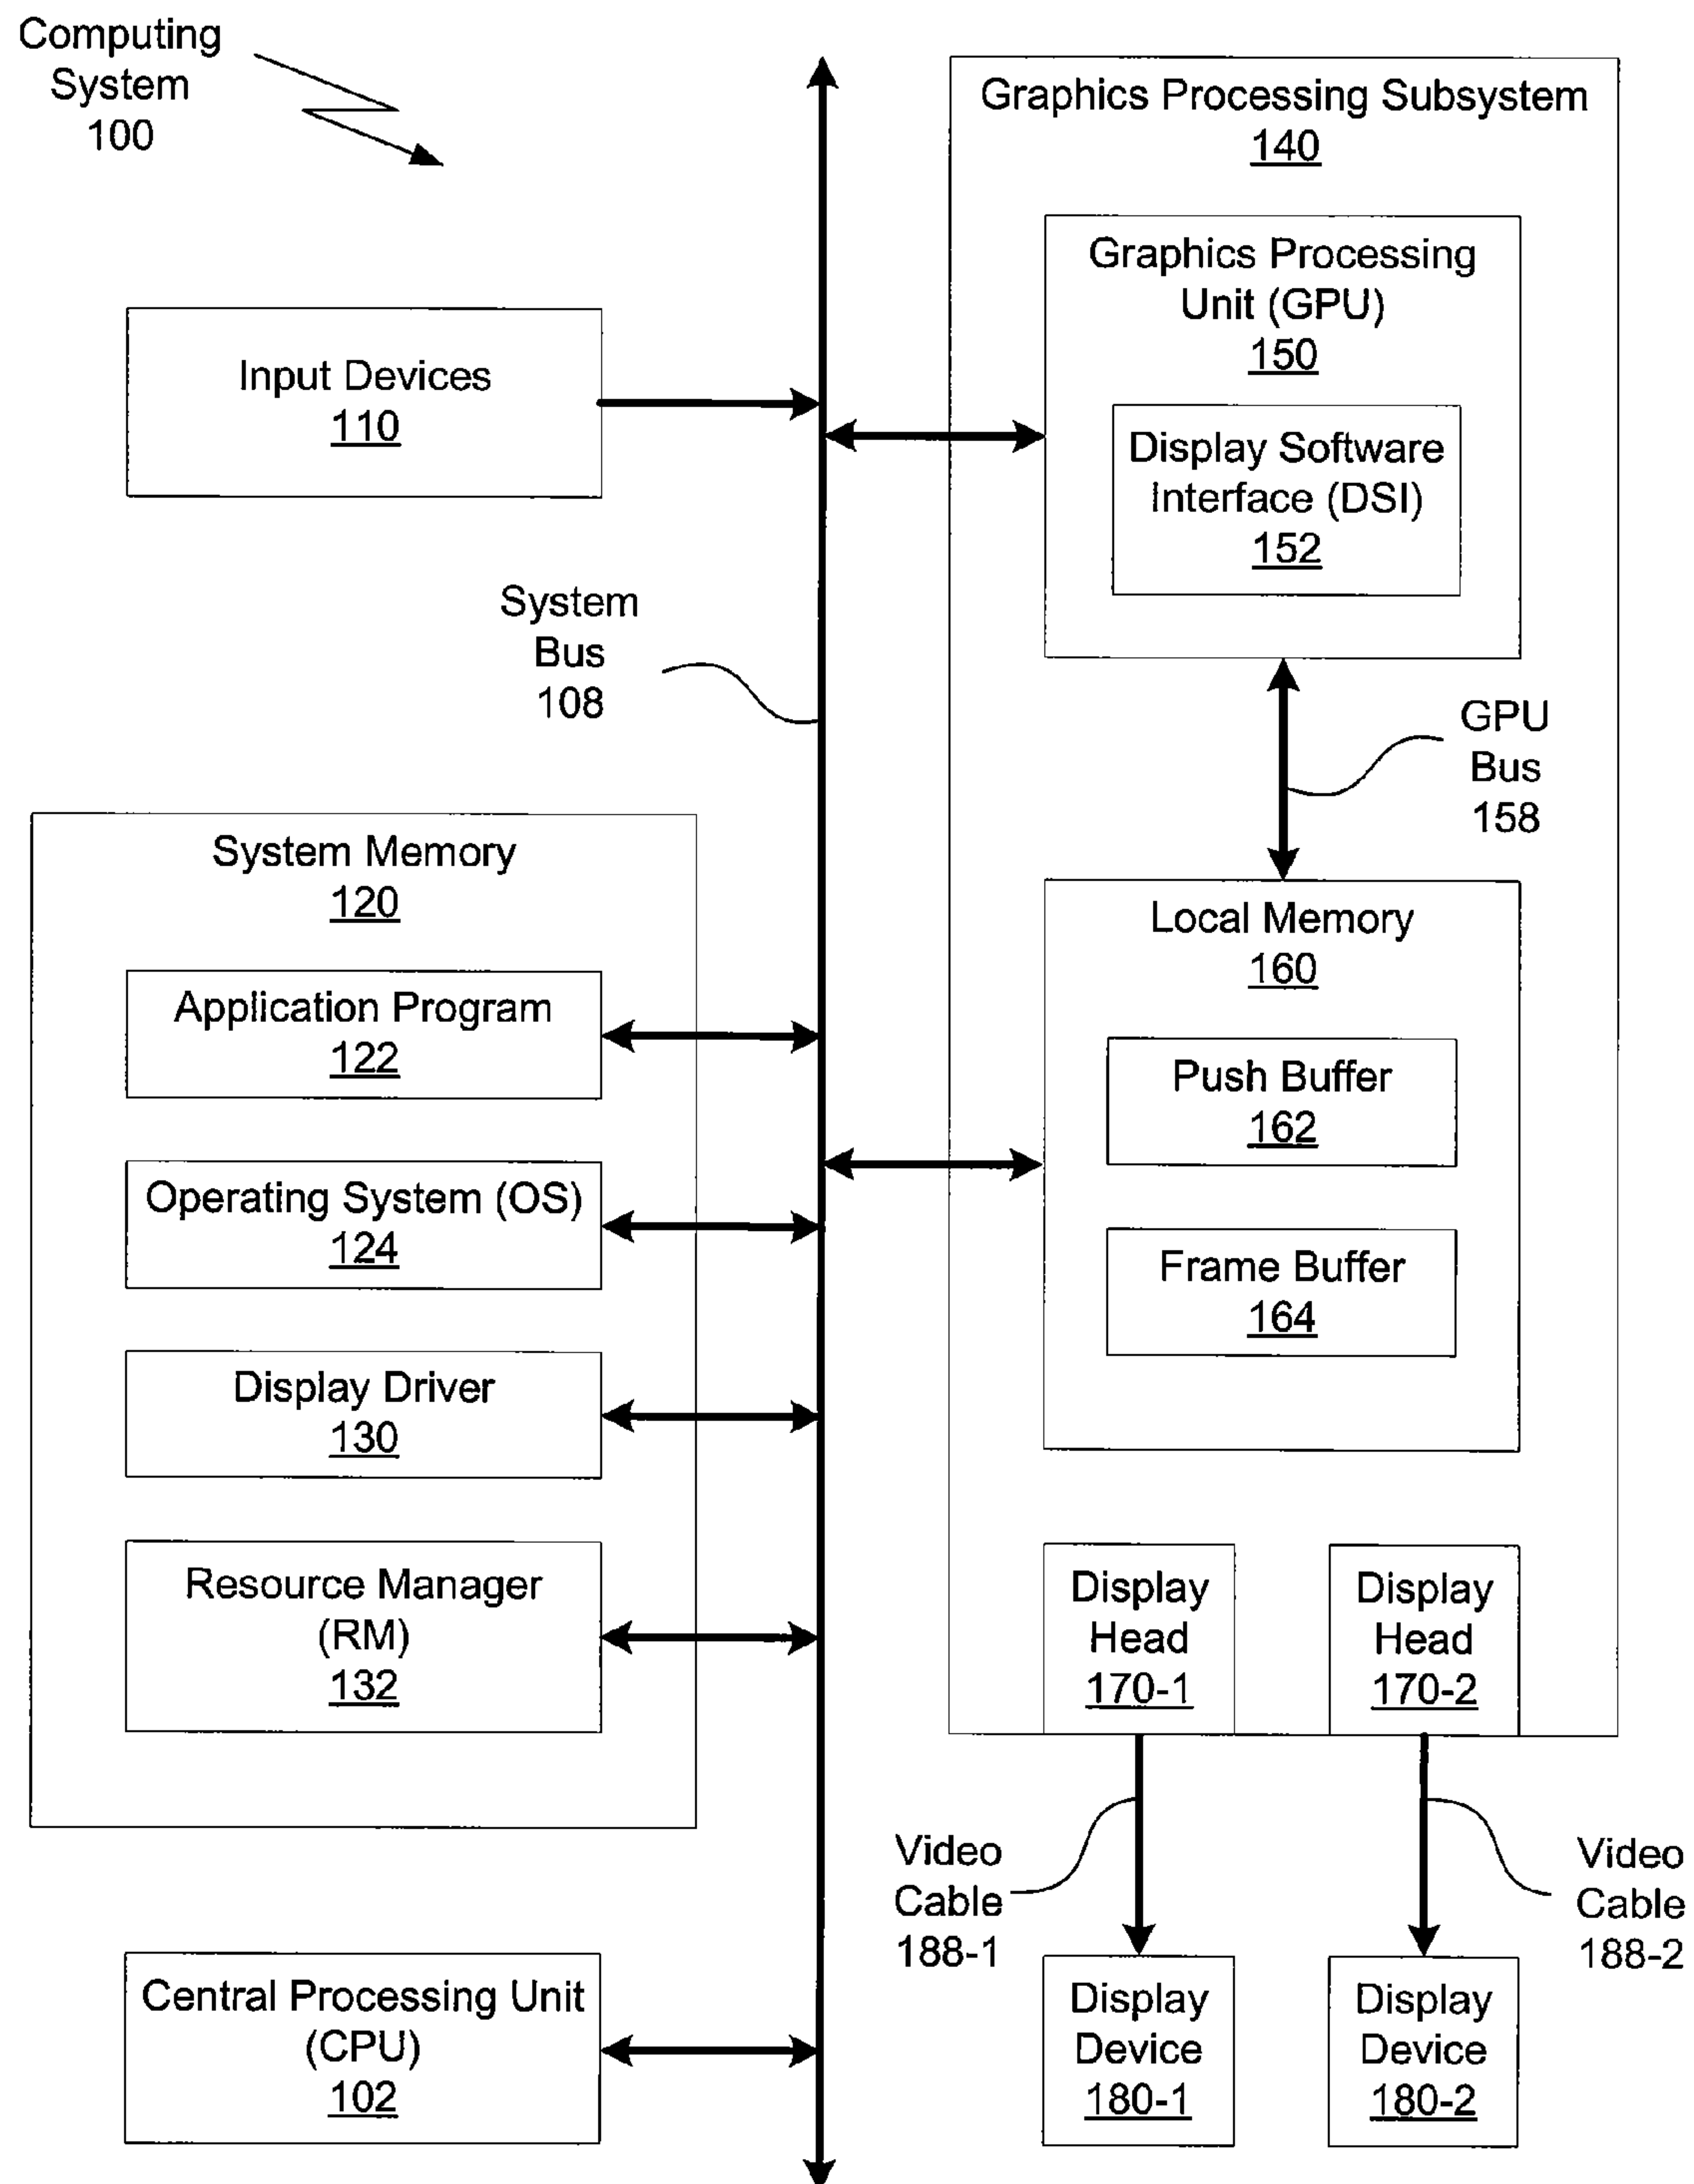 Computing
System
100
Input Devices
110
System
Bus
108
System Memory
120
Application Program
122
Operating System (OS)
124
Display Driver
130
Resource Manager
(RM)
132
Central Processing Unit
(CPU)
102
Graphics Processing Subsystem
140
Graphics Processing
Unit (GPU)
150
Display Software
Interface (DSI)
152
GPU
Bus
158
Local Memory
160
Push Buffer
162
Frame Buffer
164
Display
Head
170-1
Display
Head
170-2
Video
Cable
188-1
Video
Cable
188-2
Display
Device
180-1
Display
Device
180-2